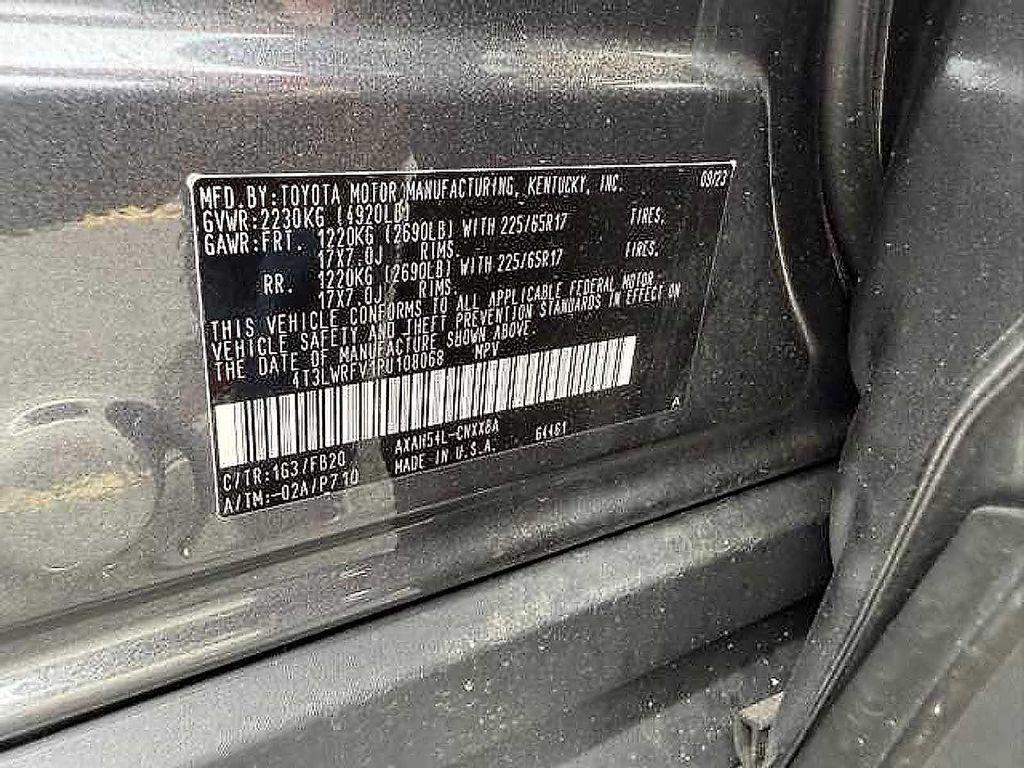 MFD. BY: TOYOTA MOTOR MANUFACTURING, KENTUCKY, INC. 09/23
GVWR: 2230KG (4920LB)
GAWR: FRT. 1220KG (2690LB) WITH 225/65R17 TIRES,
17X7.0J RIMS.
RR. 1220KG (2690LB) WITH 225/65R17 TIRES,
17X7.0J RIMS.
THIS VEHICLE CONFORMS TO ALL APPLICABLE FEDERAL MOTOR
VEHICLE SAFETY AND THEFT PREVENTION STANDARDS IN EFFECT ON
THE DATE OF MANUFACTURE SHOWN ABOVE.
4T3LWRFV1PU108068 MPV
C/TR: 1G3/FB20 AXAH54L-CNXXBA G4461 A
A/TM: -02A/P710 MADE IN U.S.A.